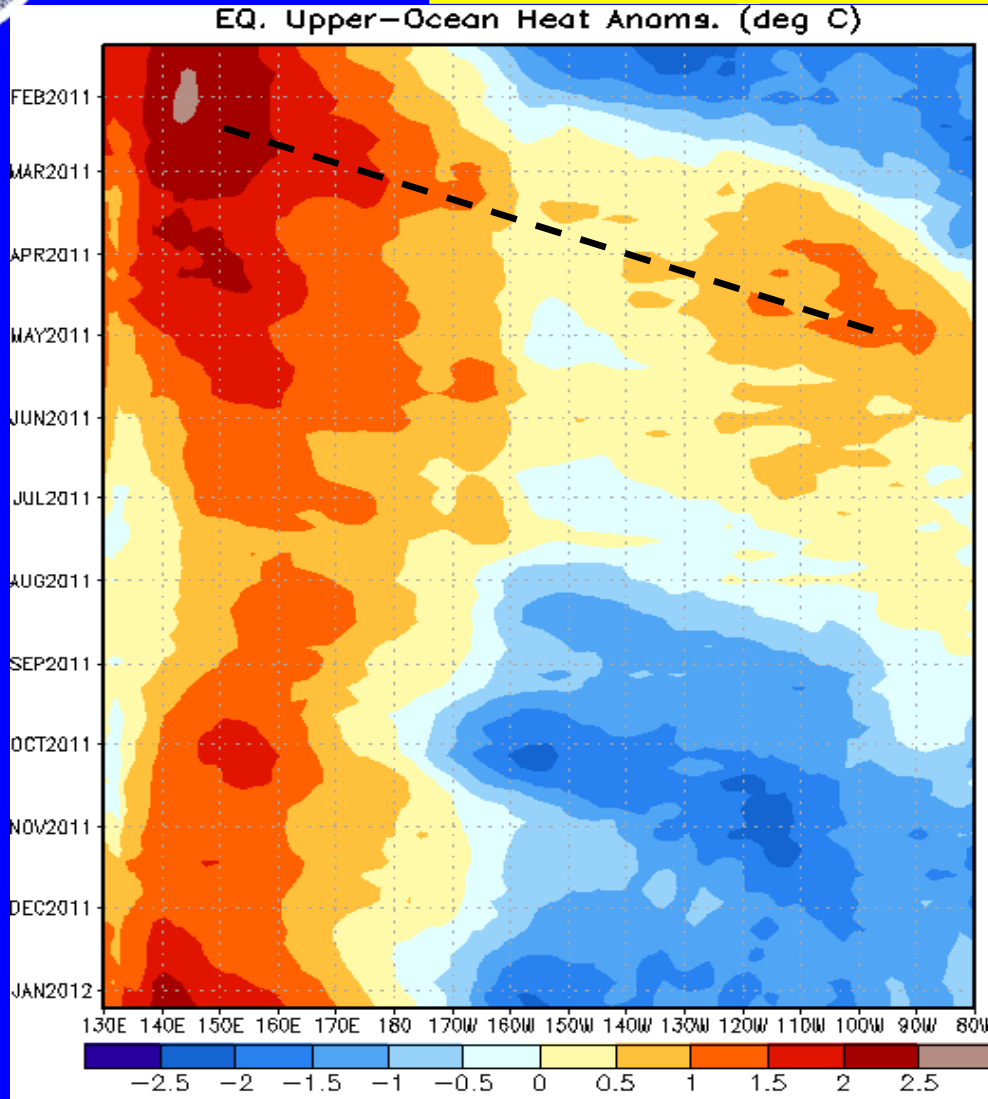 EQ. Upper-Ocean Heat Anoms. (deg C)
FEB2011
MAR2011
APR2011
MAY2011
JUN2011
JUL2011
AUG2011
SEP2011
OCT2011
NOV2011
DEC2011
JAN2012
130E 140E 150E 160E 170E 180 170W 160W 150W 140W 130W 120W 110W 100W 90W 80W
-2.5 -2 -1.5 -1 -0.5 0 0.5 1 1.5 2 2.5